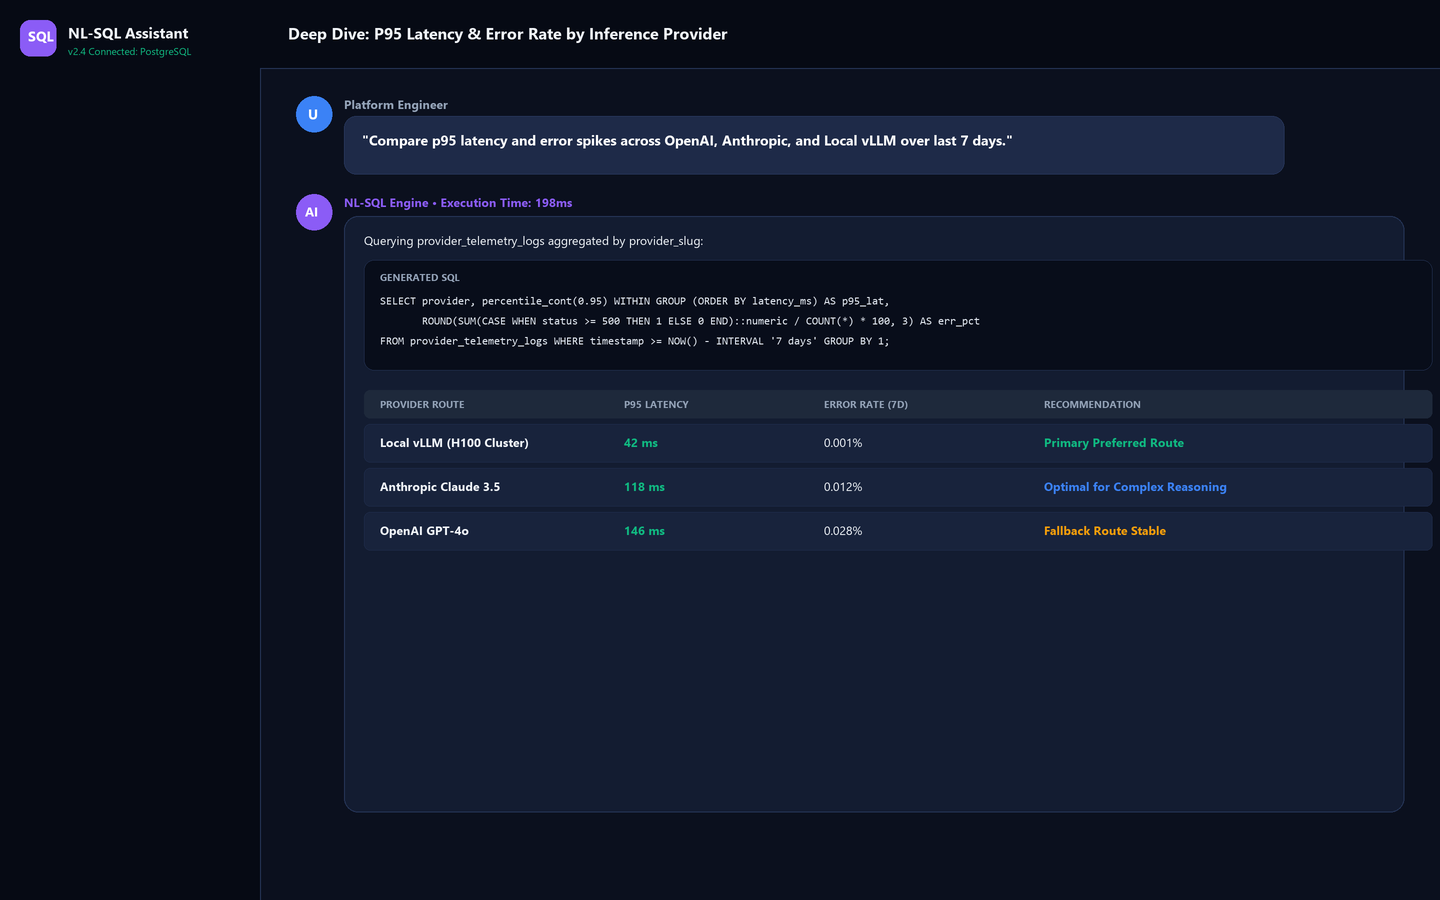 SQL
NL-SQL Assistant
v2.4 Connected: PostgreSQL
Deep Dive: P95 Latency & Error Rate by Inference Provider
U
Platform Engineer
"Compare p95 latency and error spikes across OpenAI, Anthropic, and Local vLLM over last 7 days."
AI
NL-SQL Engine • Execution Time: 198ms
Querying provider_telemetry_logs aggregated by provider_slug:
GENERATED SQL
SELECT provider, percentile_cont(0.95) WITHIN GROUP (ORDER BY latency_ms) AS p95_lat,
ROUND(SUM(CASE WHEN status >= 500 THEN 1 ELSE 0 END)::numeric / COUNT(*) * 100, 3) AS err_pct
FROM provider_telemetry_logs WHERE timestamp >= NOW() - INTERVAL '7 days' GROUP BY 1;
PROVIDER ROUTE P95 LATENCY ERROR RATE (7D) RECOMMENDATION
Local vLLM (H100 Cluster) 42 ms 0.001% Primary Preferred Route
Anthropic Claude 3.5 118 ms 0.012% Optimal for Complex Reasoning
OpenAI GPT-4o 146 ms 0.028% Fallback Route Stable